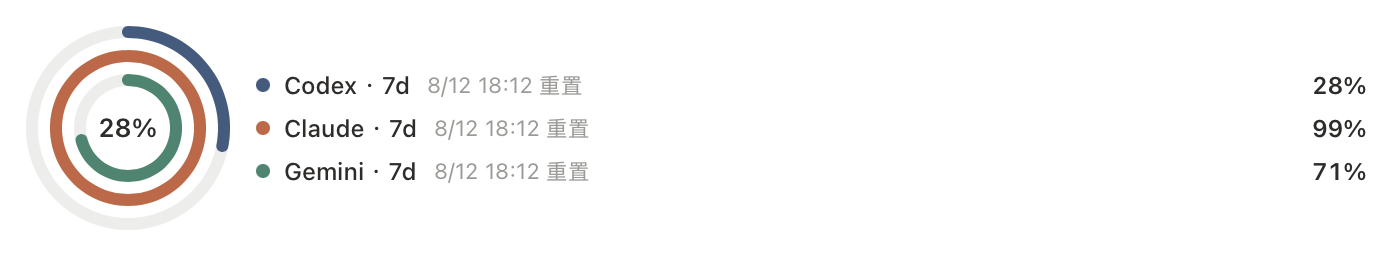 28%
Codex · 7d 8/12 18:12 重置 28%
Claude · 7d 8/12 18:12 重置 99%
Gemini · 7d 8/12 18:12 重置 71%